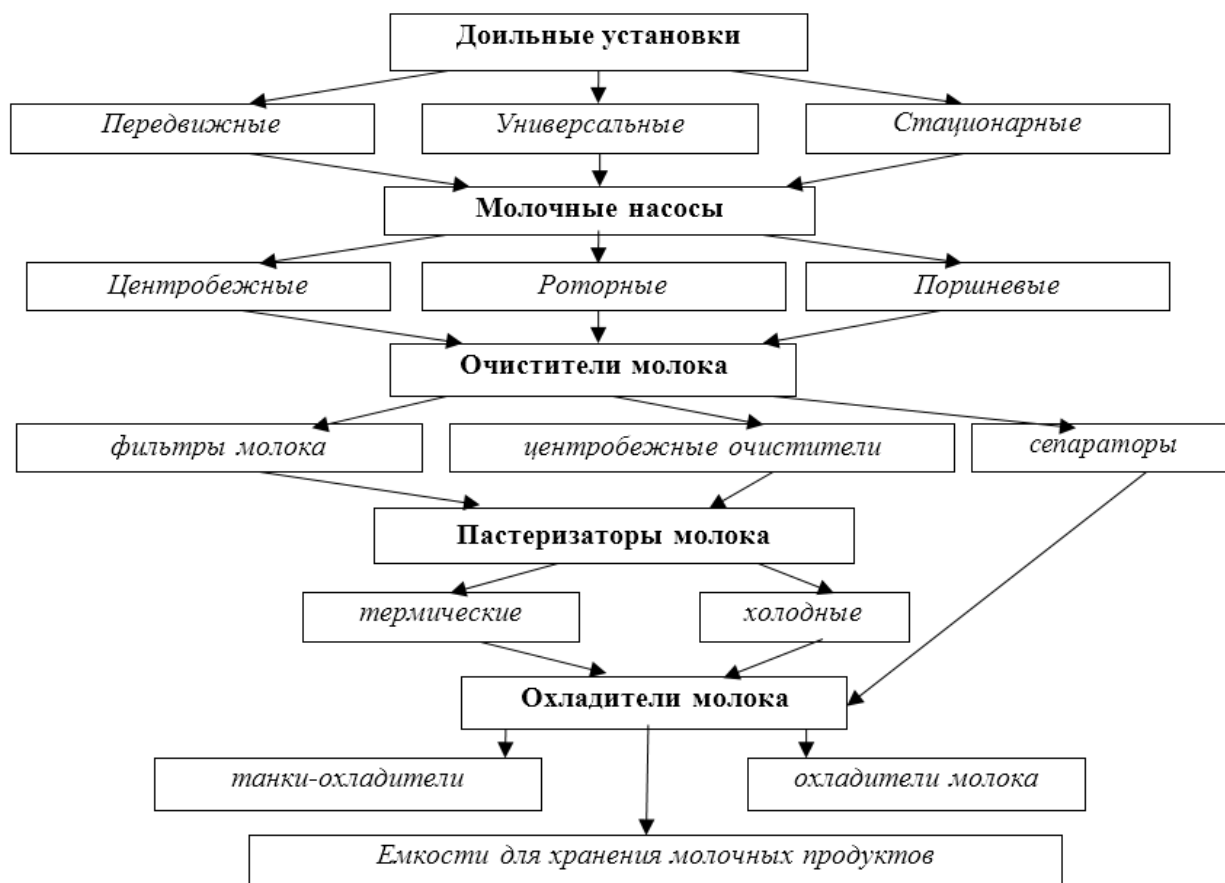 Доильные установки
Передвижные
Универсальные
Стационарные
Молочные насосы
Центробежные
Роторные
Поршневые
Очистители молока
фильтры молока
центробежные очистители
сепараторы
Пастеризаторы молока
термические
холодные
Охладители молока
танки-охладители
охладители молока
Емкости для хранения молочных продуктов